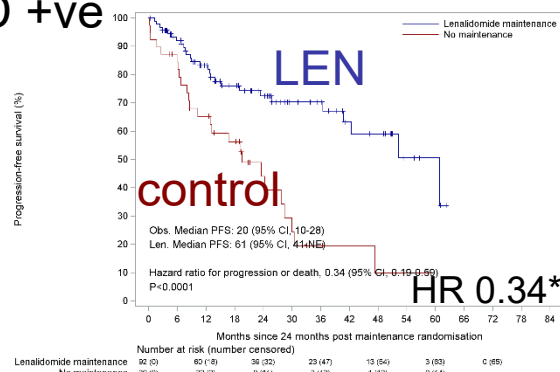 +ve
Lenalidomide maintenance
No maintenance
LEN
control
Progression-free survival (%)
100
90
80
70
60
50
40
30
20
10
0
Obs. Median PFS: 20 (95% CI, 10-28)
Len. Median PFS: 61 (95% CI, 41-NE)
Hazard ratio for progression or death, 0.34 (95% CI, 0.19-0.59)
P<0.0001
HR 0.34*
0 6 12 18 24 30 36 42 48 54 60 66 72 78 84
Months since 24 months post maintenance randomisation
Number at risk (number censored)
Lenalidomide maintenance 92 (0) 60 (18) 36 (32) 23 (47) 13 (54) 3 (63) 0 (65)
No maintenance